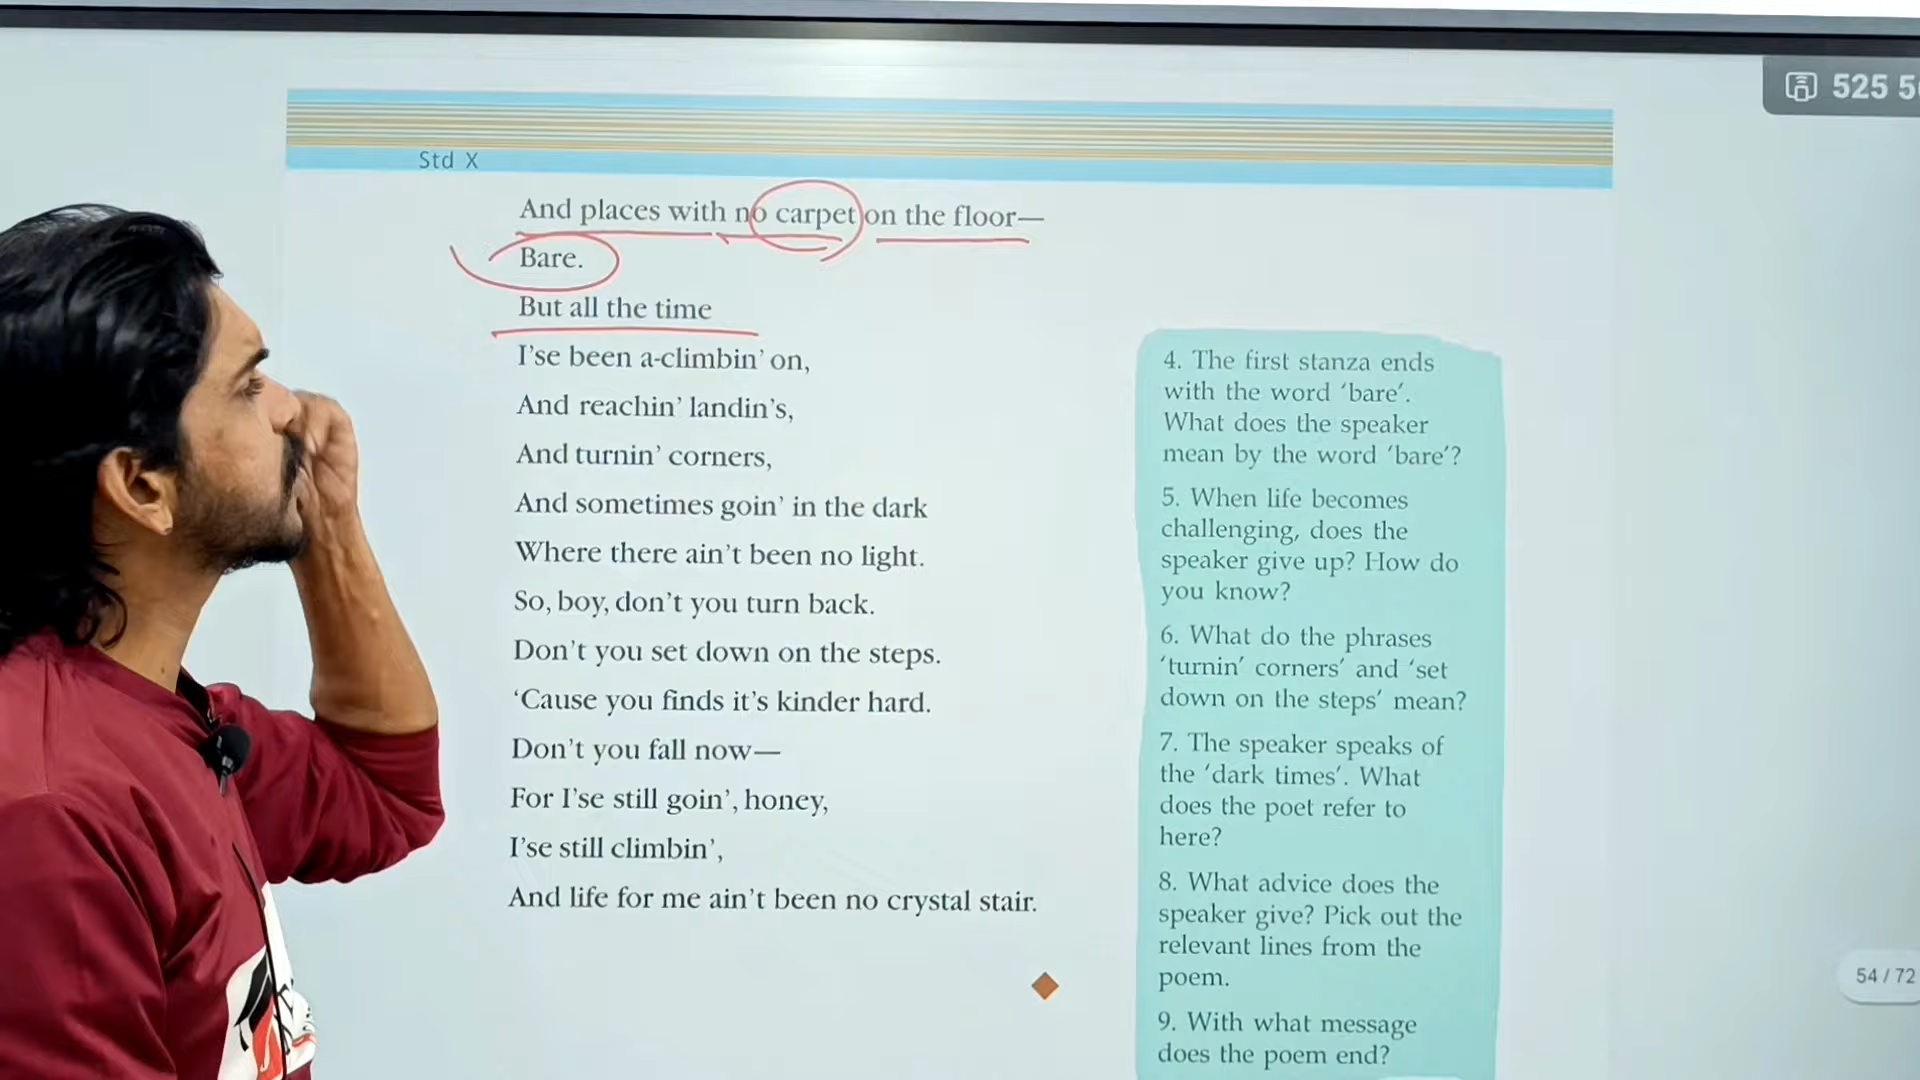 525 5
Std X
And places with no carpet on the floor—
Bare.
But all the time
I’se been a-climbin’ on,
And reachin’ landin’s,
And turnin’ corners,
And sometimes goin’ in the dark
Where there ain’t been no light.
So, boy, don’t you turn back.
Don’t you set down on the steps.
‘Cause you finds it’s kinder hard.
Don’t you fall now—
For I’se still goin’, honey,
I’se still climbin’,
And life for me ain’t been no crystal stair.
4. The first stanza ends
with the word ‘bare’.
What does the speaker
mean by the word ‘bare’?
5. When life becomes
challenging, does the
speaker give up? How do
you know?
6. What do the phrases
‘turnin’ corners’ and ‘set
down on the steps’ mean?
7. The speaker speaks of
the ‘dark times’. What
does the poet refer to
here?
8. What advice does the
speaker give? Pick out the
relevant lines from the
poem.
9. With what message
does the poem end?
54 / 72